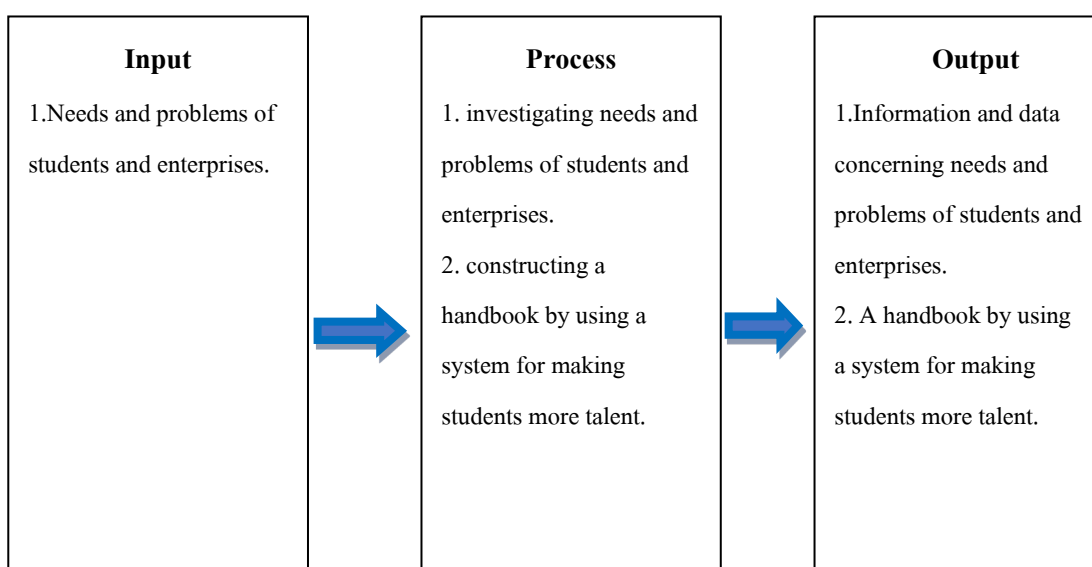 Input
1.Needs and problems of
students and enterprises.
Process
1. investigating needs and
problems of students and
enterprises.
2. constructing a
handbook by using a
system for making
students more talent.
Output
1.Information and data
concerning needs and
problems of students and
enterprises.
2. A handbook by using
a system for making
students more talent.